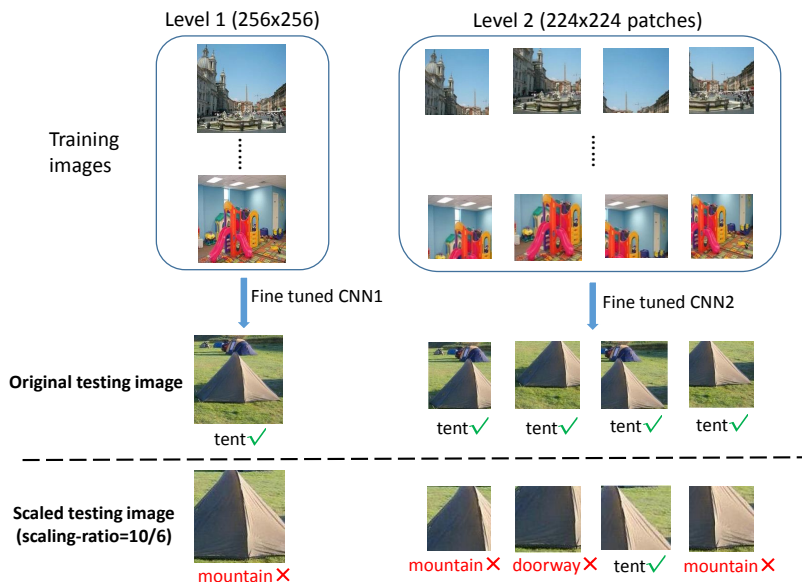 Level 1 (256x256)
Level 2 (224x224 patches)
Training
images
Fine tuned CNN1
Fine tuned CNN2
Original testing image
tent✓
tent✓
tent✓
tent✓
tent✓
Scaled testing image
(scaling-ratio=10/6)
mountain✕
mountain✕
doorway✕
tent✓
mountain✕